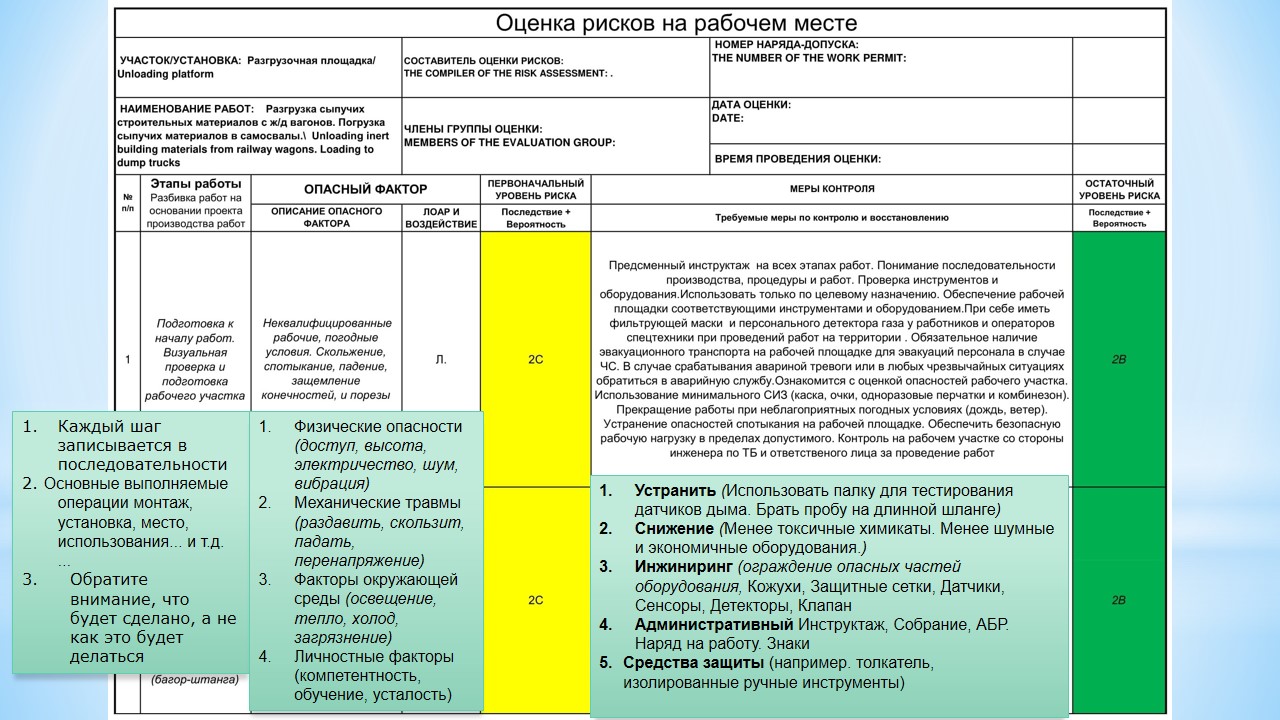 Оценка рисков на рабочем месте
УЧАСТОК/УСТАНОВКА: Разгрузочная площадка/
Unloading platform
СОСТАВИТЕЛЬ ОЦЕНКИ РИСКОВ:
THE COMPILER OF THE RISK ASSESSMENT: .
НОМЕР НАРЯДА-ДОПУСКА:
THE NUMBER OF THE WORK PERMIT:
НАИМЕНОВАНИЕ РАБОТ: Разгрузка сыпучих
строительных материалов с ж/д вагонов. Погрузка
сыпучих материалов в самосвалы.\ Unloading inert
building materials from railway wagons. Loading to
dump trucks
ЧЛЕНЫ ГРУППЫ ОЦЕНКИ:
MEMBERS OF THE EVALUATION GROUP:
ДАТА ОЦЕНКИ:
DATE:
ВРЕМЯ ПРОВЕДЕНИЯ ОЦЕНКИ:
№
п/п
Этапы работы
Разбивка работ на
основании проекта
производства работ
ОПАСНЫЙ ФАКТОР
ОПИСАНИЕ ОПАСНОГО
ФАКТОРА
ЛОАР И
ВОЗДЕЙСТВИЕ
ПЕРВОНАЧАЛЬНЫЙ
УРОВЕНЬ РИСКА
Последствие +
Вероятность
МЕРЫ КОНТРОЛЯ
Требуемые меры по контролю и восстановлению
ОСТАТОЧНЫЙ
УРОВЕНЬ РИСКА
Последствие +
Вероятность
1
Подготовка к
началу работ.
Визуальная
проверка и
подготовка
рабочего участка
Неквалифицированные
рабочие, погодные
условия. Скольжение,
спотыкание, падение,
защемление
конечностей, и порезы
Л.
2C
Предсменный инструктаж на всех этапах работ. Понимание последовательности
производства, процедуры и работ. Проверка инструментов и
оборудования.Использовать только по целевому назначению. Обеспечение рабочей
площадки соответствующими инструментами и оборудованием.При себе иметь
фильтрующей маски и персонального детектора газа у работников и операторов
спецтехники при проведений работ на территории . Обязательное наличие
эвакуационного транспорта на рабочей площадке для эвакуаций персонала в случае
ЧС. В случае срабатывания авариной тревоги или в любых чрезвычайных ситуациях
обратиться в аварийную службу.Ознакомится с оценкой опасностей рабочего участка.
Использование минимального СИЗ (каска, очки, одноразовые перчатки и комбинезон).
Прекращение работы при неблагоприятных погодных условиях (дождь, ветер).
Устранение опасностей спотыкания на рабочей площадке. Обеспечить безопасную
рабочую нагрузку в пределах допустимого. Контроль на рабочем участке со стороны
инженера по ТБ и ответственого лица за проведение работ
2B
1. Каждый шаг
записывается в
последовательности
2. Основные выполняемые
операции монтаж,
установка, место,
использования... и т.д.
...
3. Обратите
внимание, что
будет сделано, а не
как это будет
делаться
(багор-штанга)
1. Физические опасности
(доступ, высота,
электричество, шум,
вибрация)
2. Механические травмы
(раздавить, скользит,
падать,
перенапряжение)
3. Факторы окружающей
среды (освещение,
тепло, холод,
загрязнение)
4. Личностные факторы
(компетентность,
обучение, усталость)
2C
1. Устранить (Использовать палку для тестирования
датчиков дыма. Брать пробу на длинной шланге)
2. Снижение (Менее токсичные химикаты. Менее шумные
и экономичные оборудования.)
3. Инжиниринг (ограждение опасных частей
оборудования, Кожухи, Защитные сетки, Датчики,
Сенсоры, Детекторы, Клапан
4. Административный Инструктаж, Собрание, АБР.
Наряд на работу. Знаки
5. Средства защиты (например. толкатель,
изолированные ручные инструменты)
2B